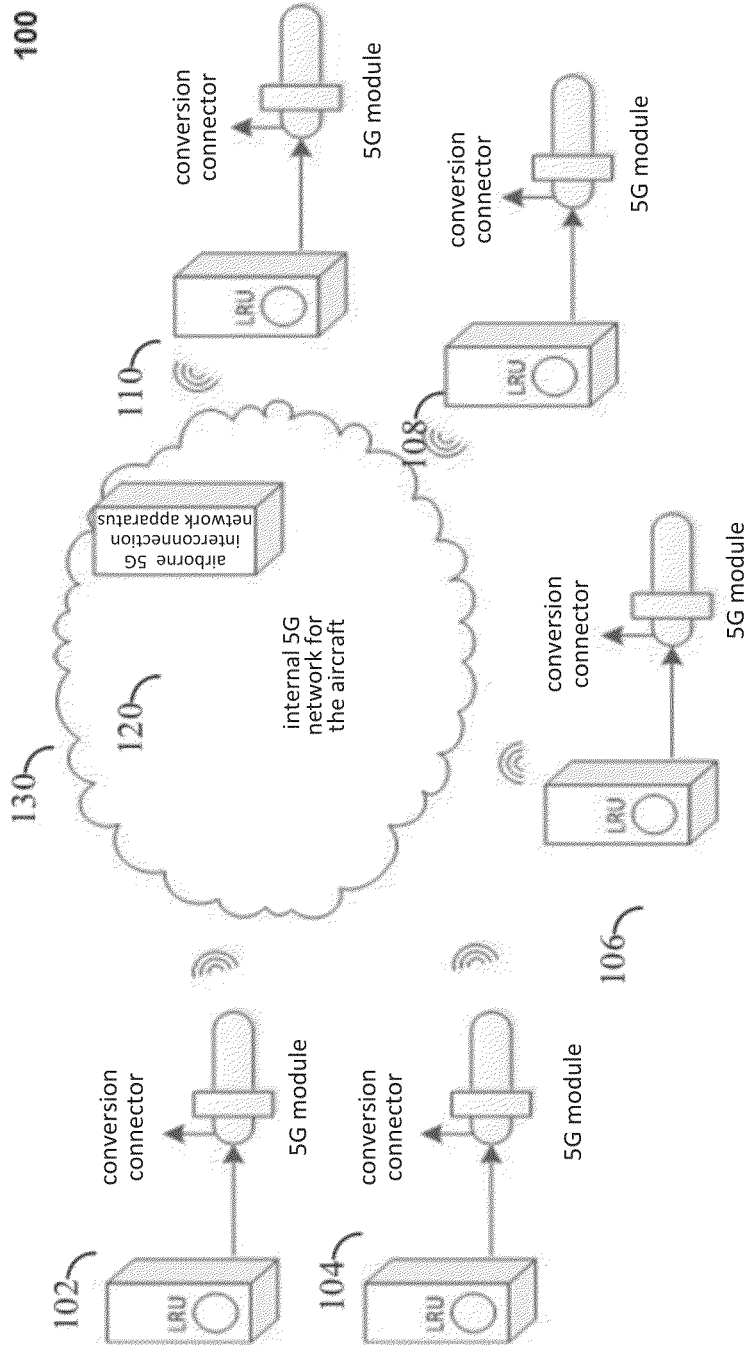 100
130
102
LRU
conversion
connector
5G module
104
LRU
conversion
connector
5G module
120
airborne 5G
interconnection
network apparatus
internal 5G
network for
the aircraft
110
LRU
conversion
connector
5G module
108
LRU
conversion
connector
5G module
106
LRU
conversion
connector
5G module